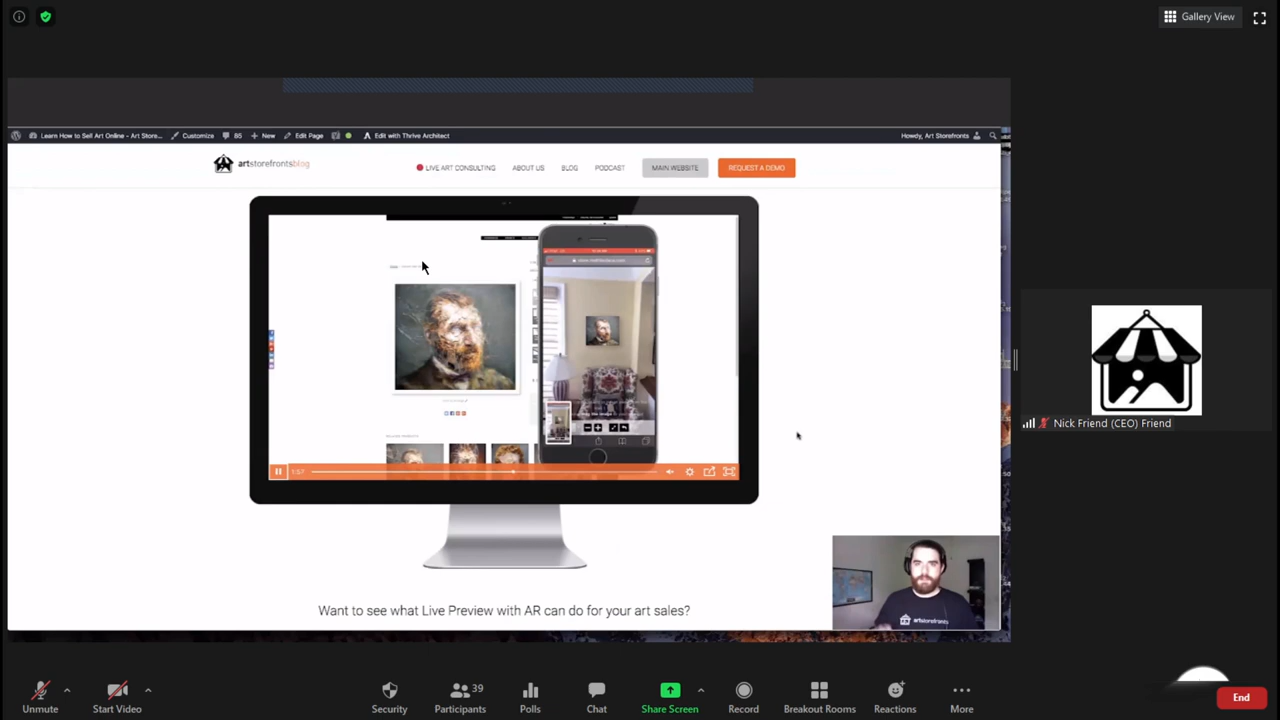 Gallery View
Learn How to Sell Art Online - Art Store... Customize 85 New Edit Page Edit with Thrive Architect Howdy, Art Storefronts
artstorefrontsblog LIVE ART CONSULTING ABOUT US BLOG PODCAST MAIN WEBSITE REQUEST A DEMO
Nick Friend (CEO) Friend
artstorefronts
Want to see what Live Preview with AR can do for your art sales?
39
Unmute Start Video Security Participants Polls Chat Share Screen Record Breakout Rooms Reactions More End